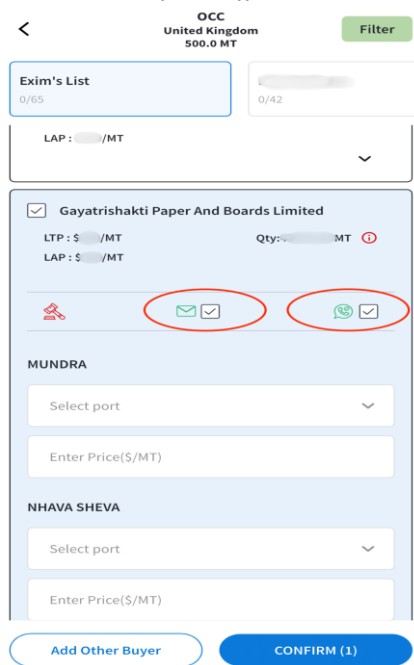 OCC
United Kingdom
500.0 MT
Filter
Exim's List
0/65
0/42
LAP : /MT
Gayatrishakti Paper And Boards Limited
LTP : $ /MT
Qty: MT
LAP : $ /MT
MUNDRA
Select port
Enter Price($/MT)
NHAVA SHEVA
Select port
Enter Price($/MT)
Add Other Buyer
CONFIRM (1)